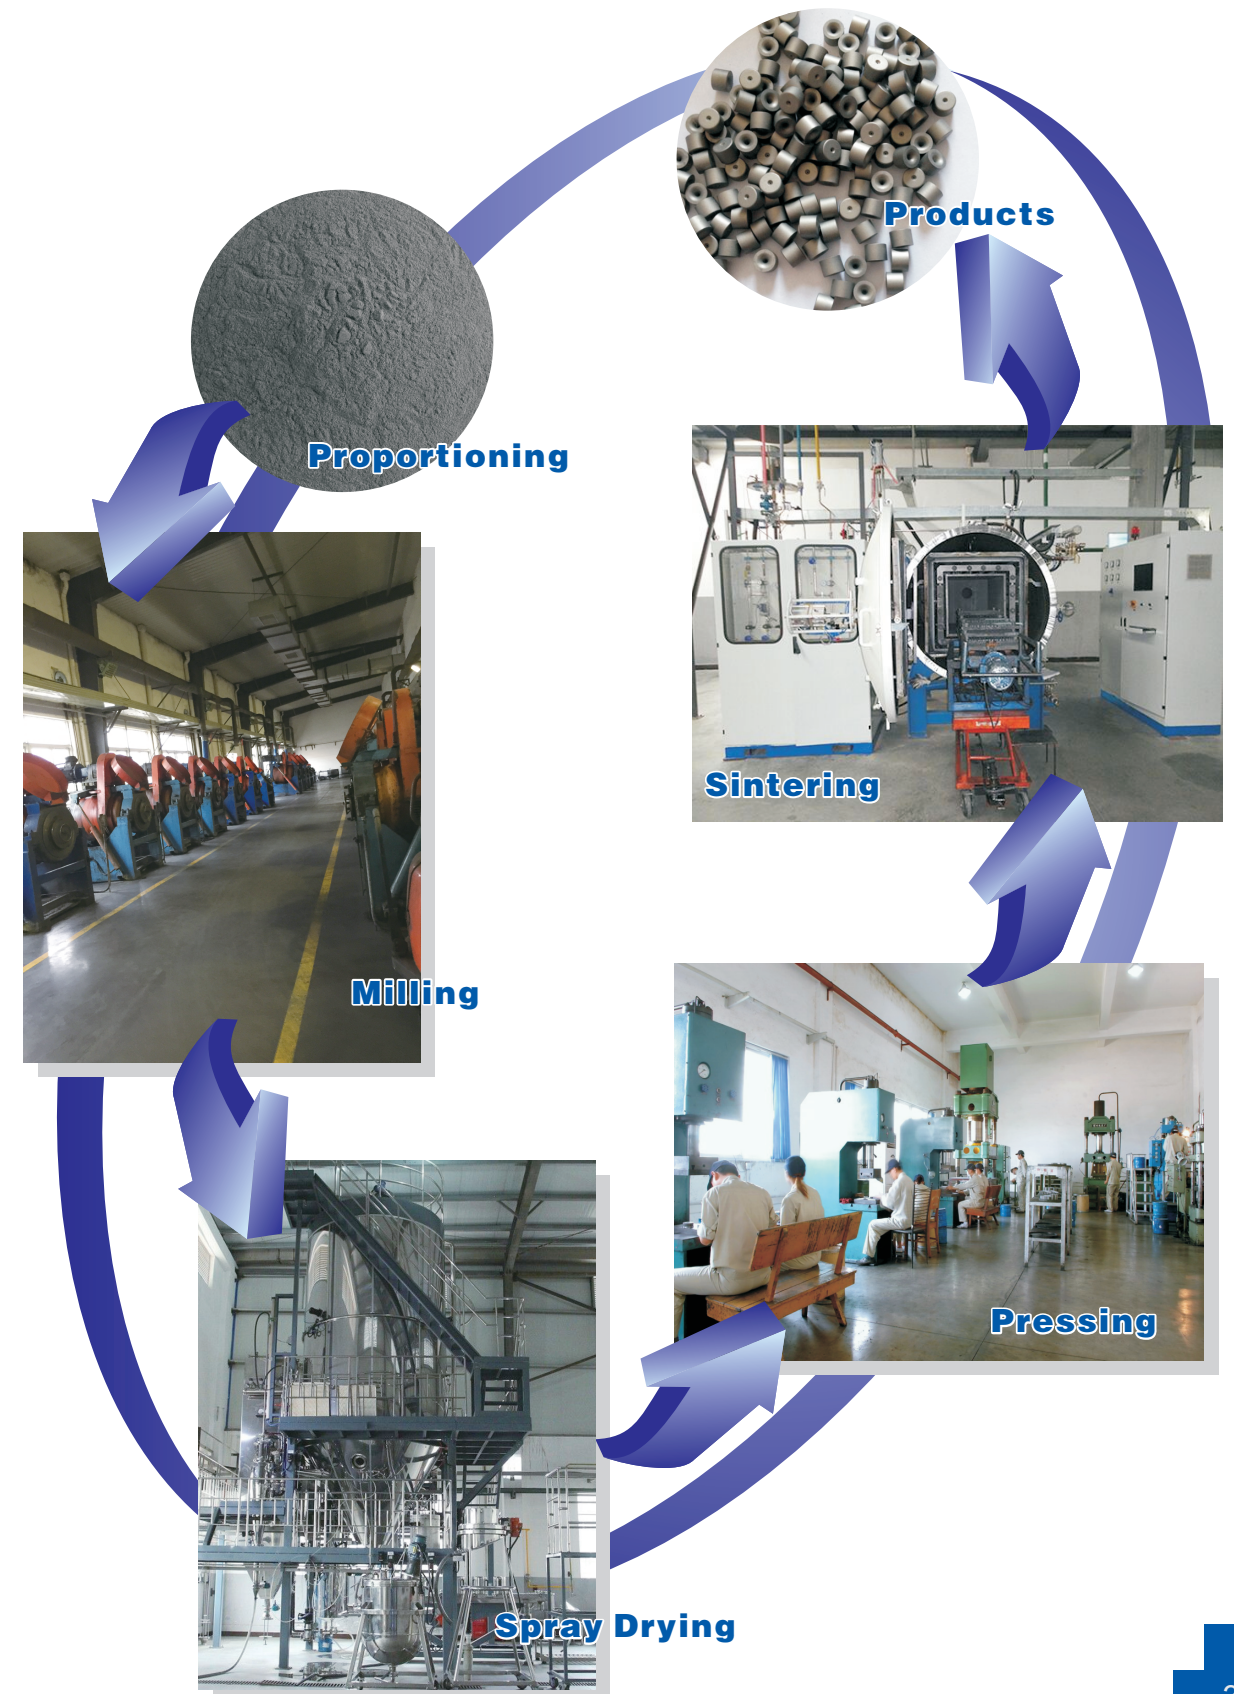 Products
Proportioning
Sintering
Milling
Pressing
Spray Drying